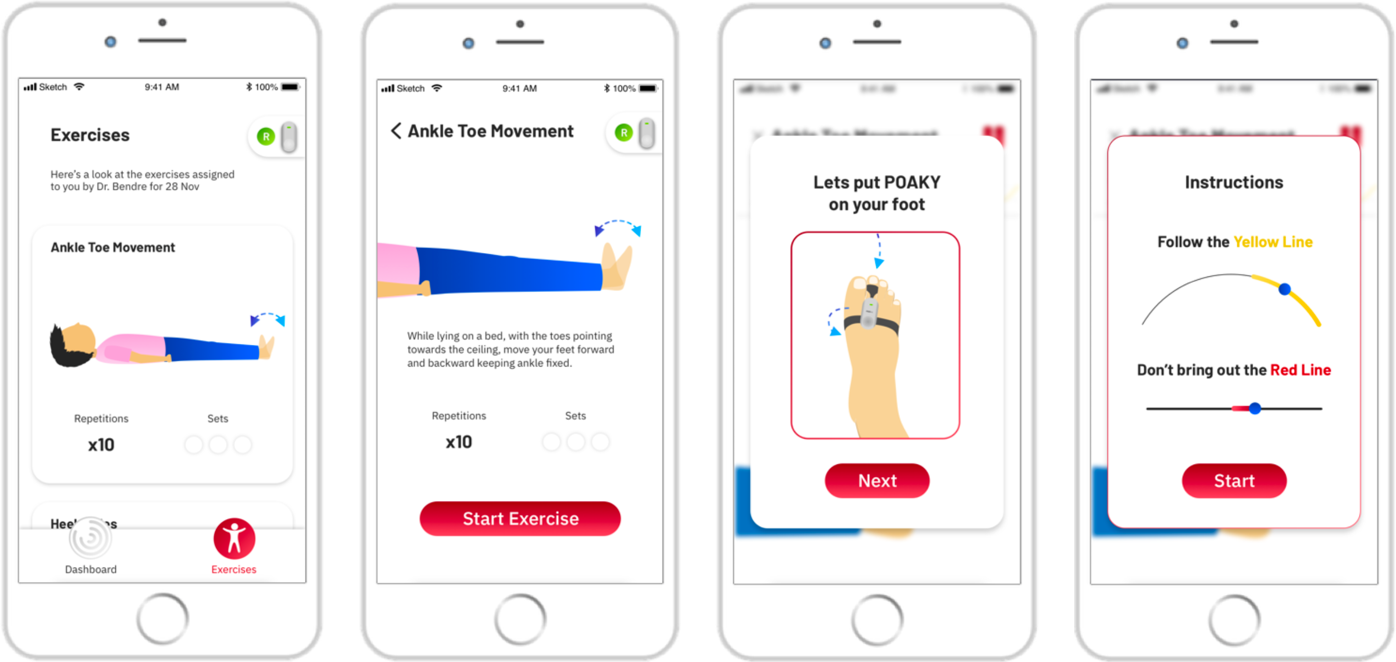 Sketch 9:41 AM 100%
Exercises
R
Here's a look at the exercises assigned
to you by Dr. Bendre for 28 Nov
Ankle Toe Movement
Repetitions Sets
x10
Dashboard Exercises
Sketch 9:41 AM 100%
Ankle Toe Movement
R
While lying on a bed, with the toes pointing
towards the ceiling, move your feet forward
and backward keeping ankle fixed.
Repetitions Sets
x10
Start Exercise
Lets put POAKY
on your foot
Next
Instructions
Follow the Yellow Line
Don't bring out the Red Line
Start